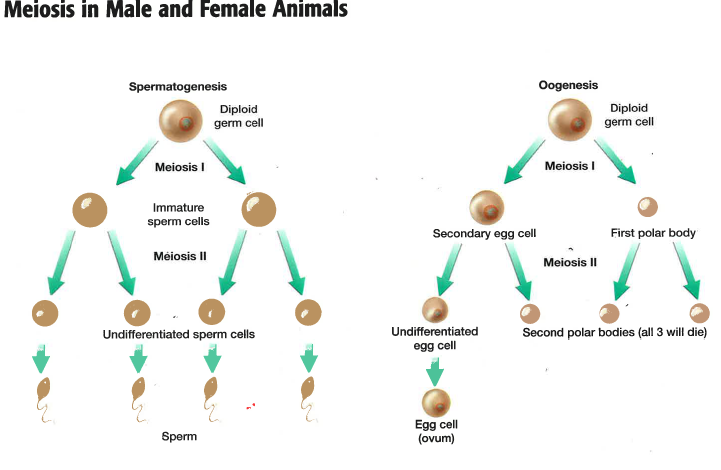 Meiosis in Male and Female Animals
Spermatogenesis
Diploid
germ cell
Meiosis I
Immature
sperm cells
Meiosis II
Undifferentiated sperm cells
Sperm
Oogenesis
Diploid
germ cell
Meiosis I
Secondary egg cell
First polar body
Meiosis II
Undifferentiated
egg cell
Second polar bodies (all 3 will die)
Egg cell
(ovum)